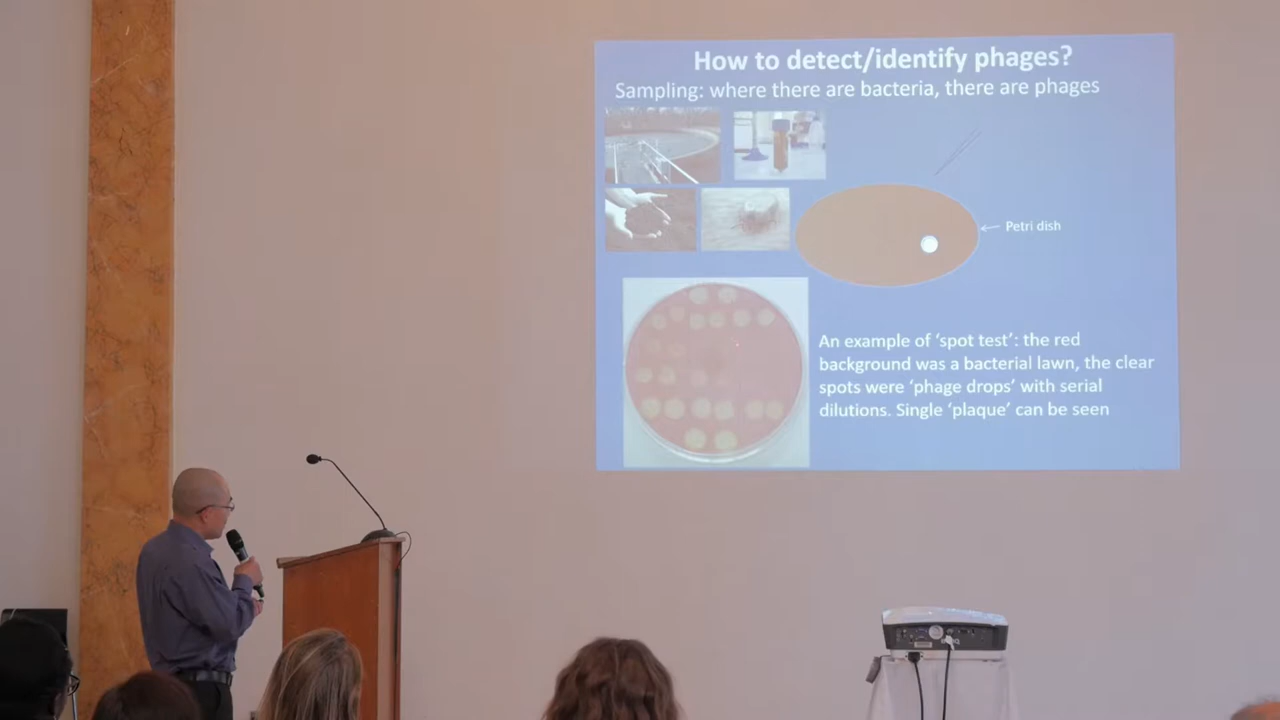 How to detect/identify phages?
Sampling: where there are bacteria, there are phages
Petri dish
An example of 'spot test': the red
background was a bacterial lawn, the clear
spots were 'phage drops' with serial
dilutions. Single 'plaque' can be seen